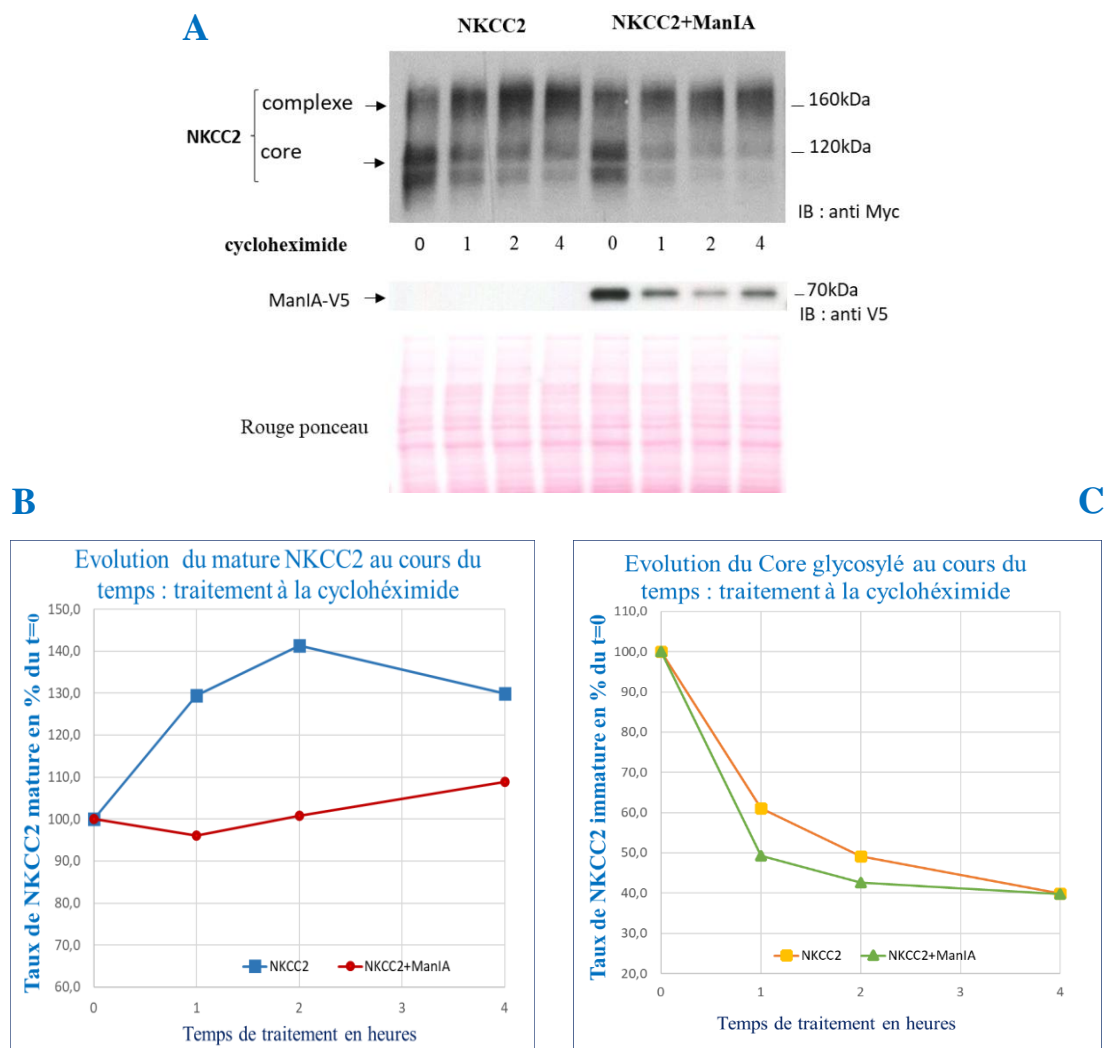 A
NKCC2 NKCC2+ManIA
complexe
NKCC2
core
160kDa
120kDa
IB : anti Myc
cycloheximide 0 1 2 4 0 1 2 4
ManIA-V5
70kDa
IB : anti V5
Rouge ponceau
B
Evolution du mature NKCC2 au cours du
temps : traitement à la cyclohéximide
Taux de NKCC2 mature en % du t=0
150,0
140,0
130,0
120,0
110,0
100,0
90,0
80,0
70,0
60,0
0 1 2 3 4
NKCC2 NKCC2+ManIA
Temps de traitement en heures
C
Evolution du Core glycosylé au cours du
temps : traitement à la cyclohéximide
Taux de NKCC2 immature en % du t=0
110,0
100,0
90,0
80,0
70,0
60,0
50,0
40,0
30,0
20,0
0 1 2 3 4
NKCC2 NKCC2+ManIA
Temps de traitement en heures